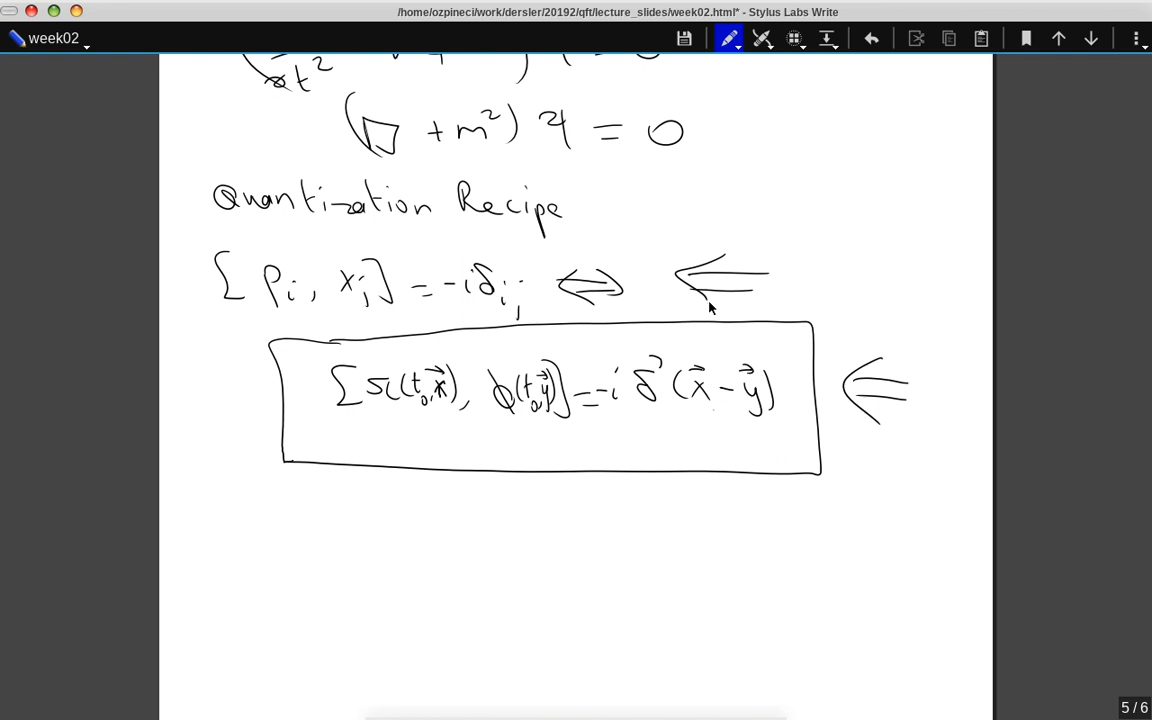 /home/ozpineci/work/dersler/20192/qft/lecture_slides/week02.html* - Stylus Labs Write
week02
∂t²
(□ + m²) φ = 0
Quantization Recipe
[ pᵢ, xⱼ] = -iδᵢⱼ ⟺ ⟸
[π(t₀,x⃗), ϕ(t₀,y⃗)] = -i δ³(x⃗ - y⃗) ⟸
5 / 6